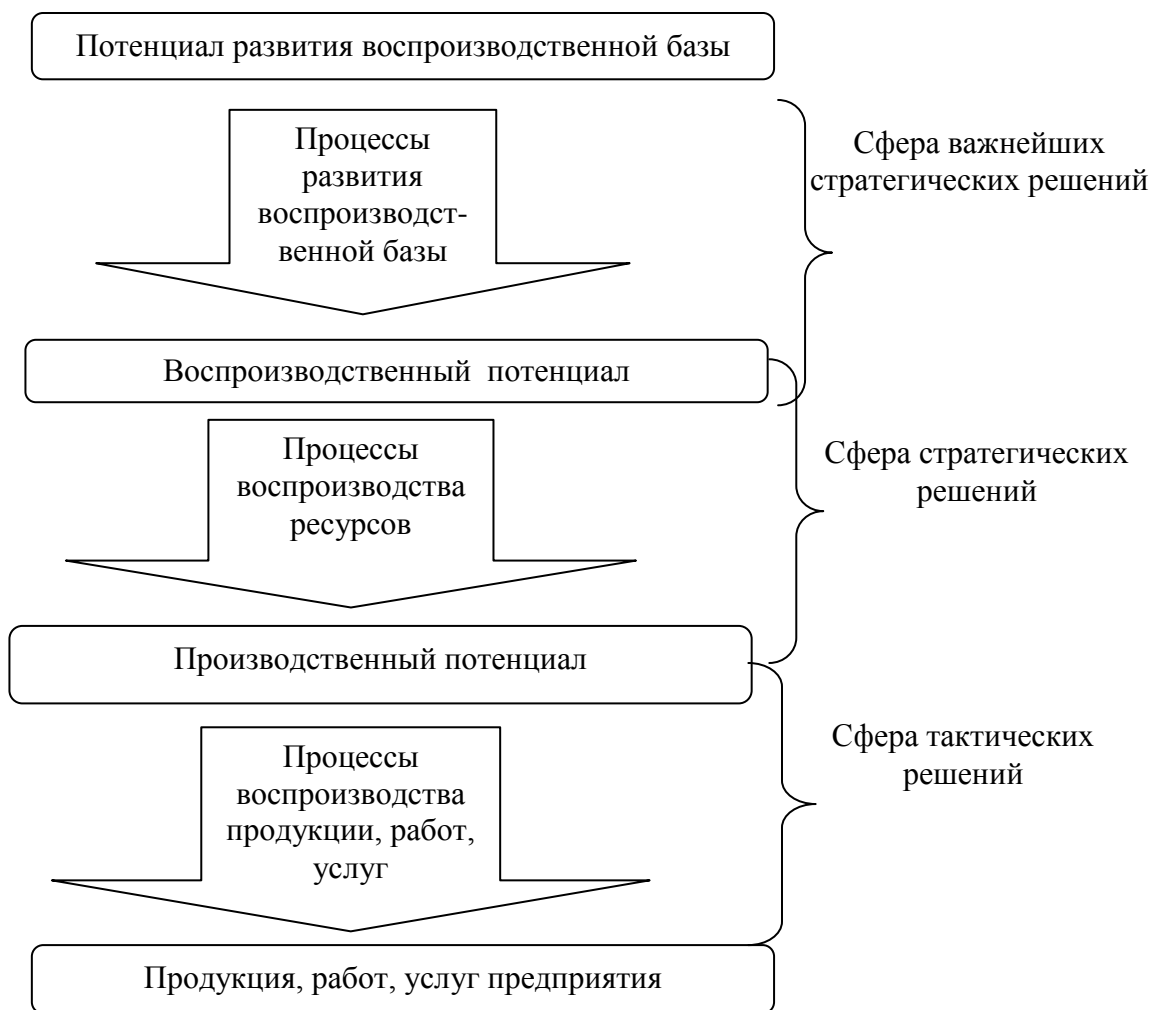 Потенциал развития воспроизводственной базы
Процессы
развития
воспроизводст-
венной базы
Сфера важнейших
стратегических решений
Воспроизводственный потенциал
Процессы
воспроизводства
ресурсов
Сфера стратегических
решений
Производственный потенциал
Процессы
воспроизводства
продукции, работ,
услуг
Сфера тактических
решений
Продукция, работ, услуг предприятия